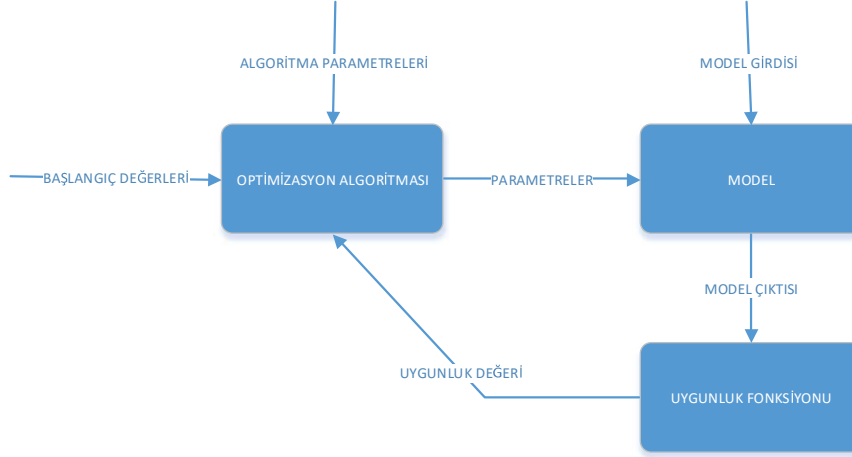 ALGORİTMA PARAMETRELERİ
MODEL GİRDİSİ
BAŞLANGIÇ DEĞERLERİ
OPTİMİZASYON ALGORİTMASI
PARAMETRELER
MODEL
MODEL ÇIKTISI
UYGUNLUK DEĞERİ
UYGUNLUK FONKSİYONU